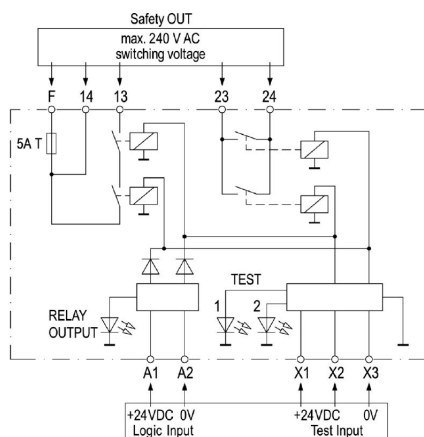 Safety OUT
max. 240 V AC
switching voltage
F 14 13 23 24
5A T
TEST
RELAY
OUTPUT
1 2
A1 A2 X1 X2 X3
+24VDC 0V +24VDC 0V
Logic Input Test Input